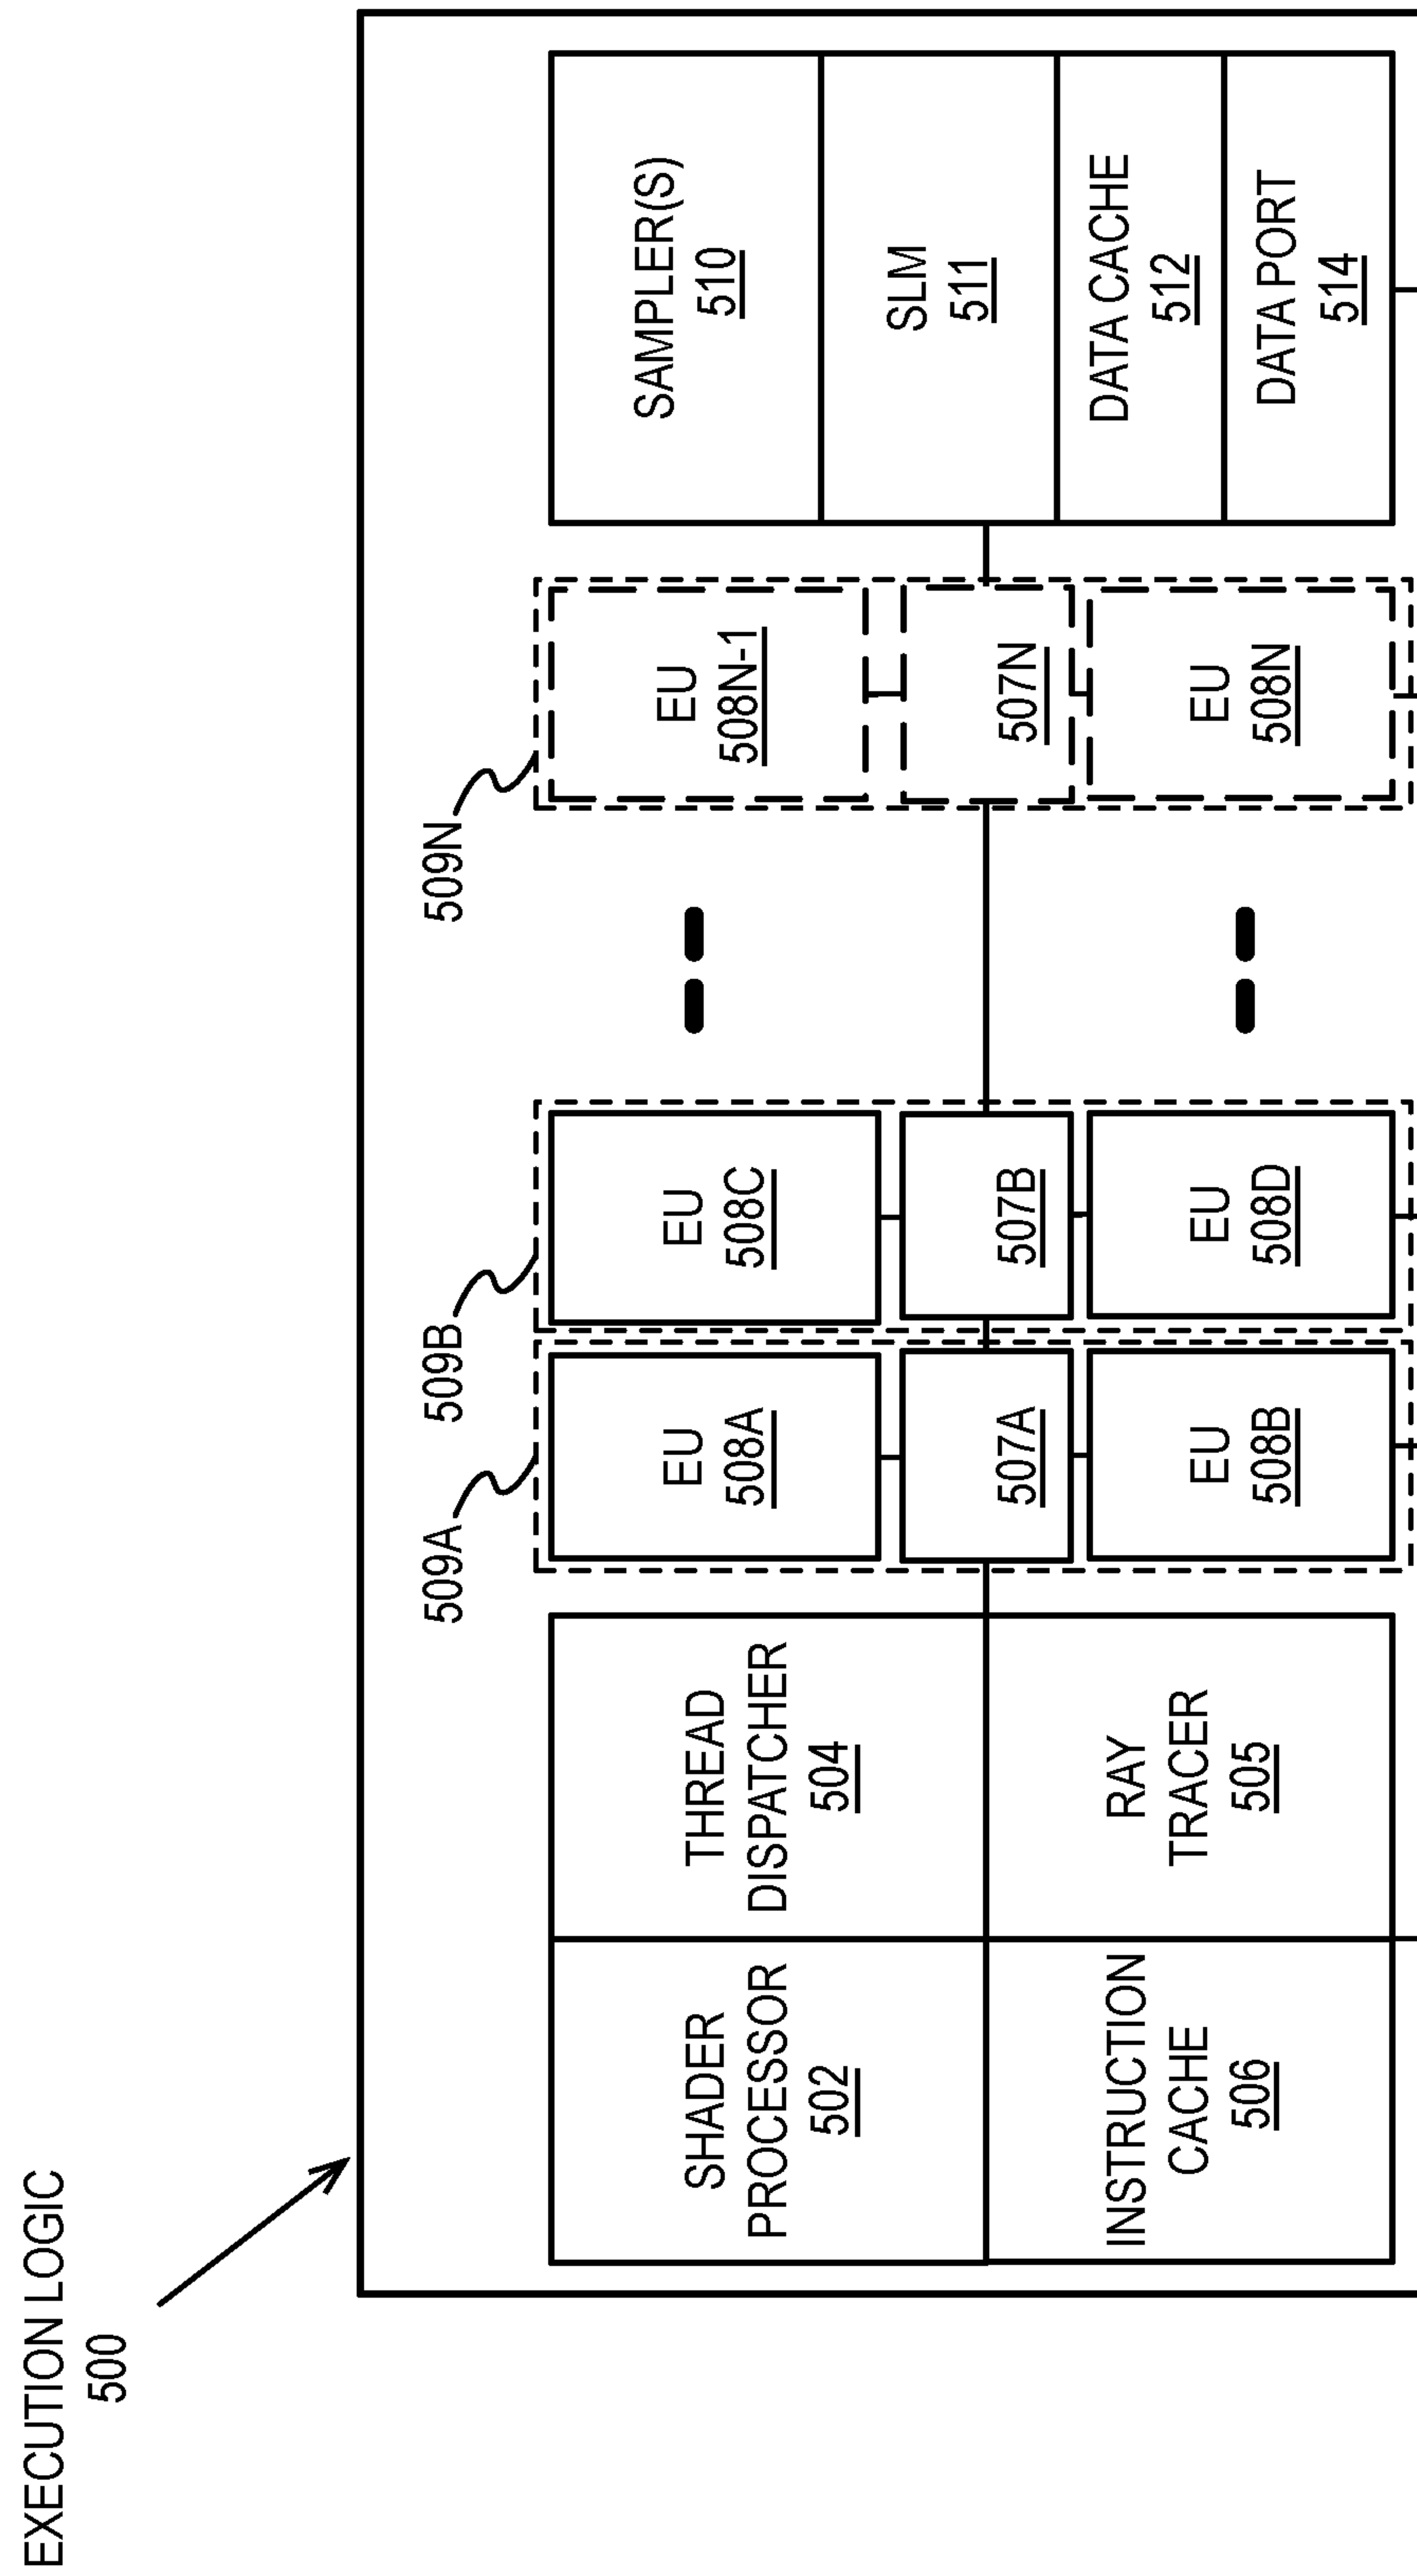 EXECUTION LOGIC
500
509A
509B
509N
SHADER
PROCESSOR
502
THREAD
DISPATCHER
504
EU
508A
EU
508C
EU
508N-1
SAMPLER(S)
510
507A
507B
507N
SLM
511
INSTRUCTION
CACHE
506
RAY
TRACER
505
EU
508B
EU
508D
EU
508N
DATA CACHE
512
DATA PORT
514